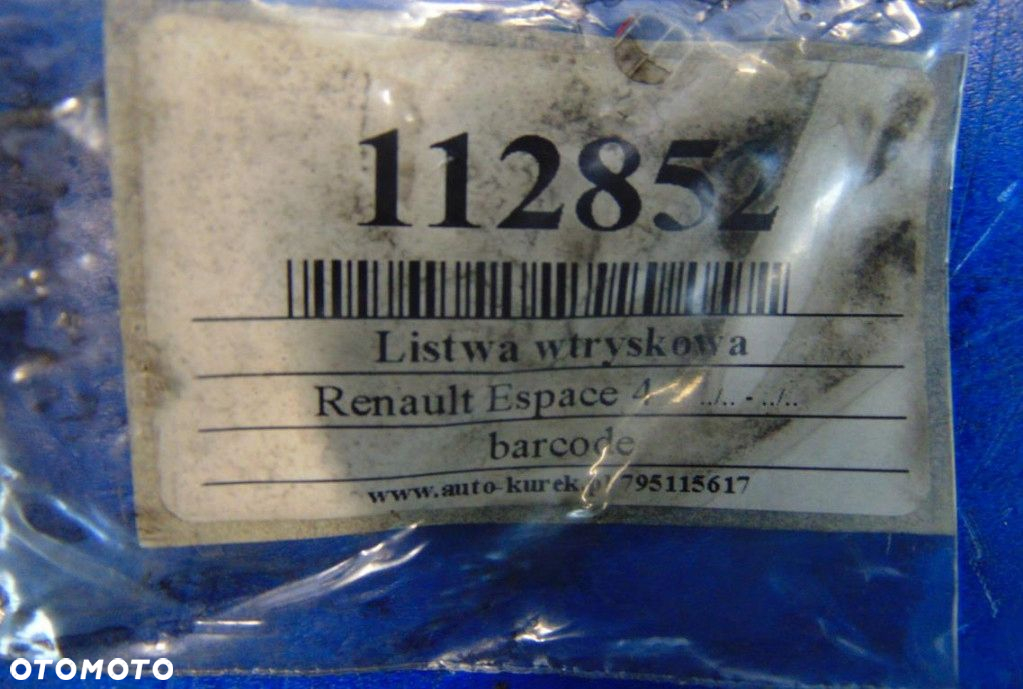 112852
Listwa wtryskowa
Renault Espace 4 ../.. - ../..
barcode
www.auto-kurek.pl 795115617
OTOMOTO